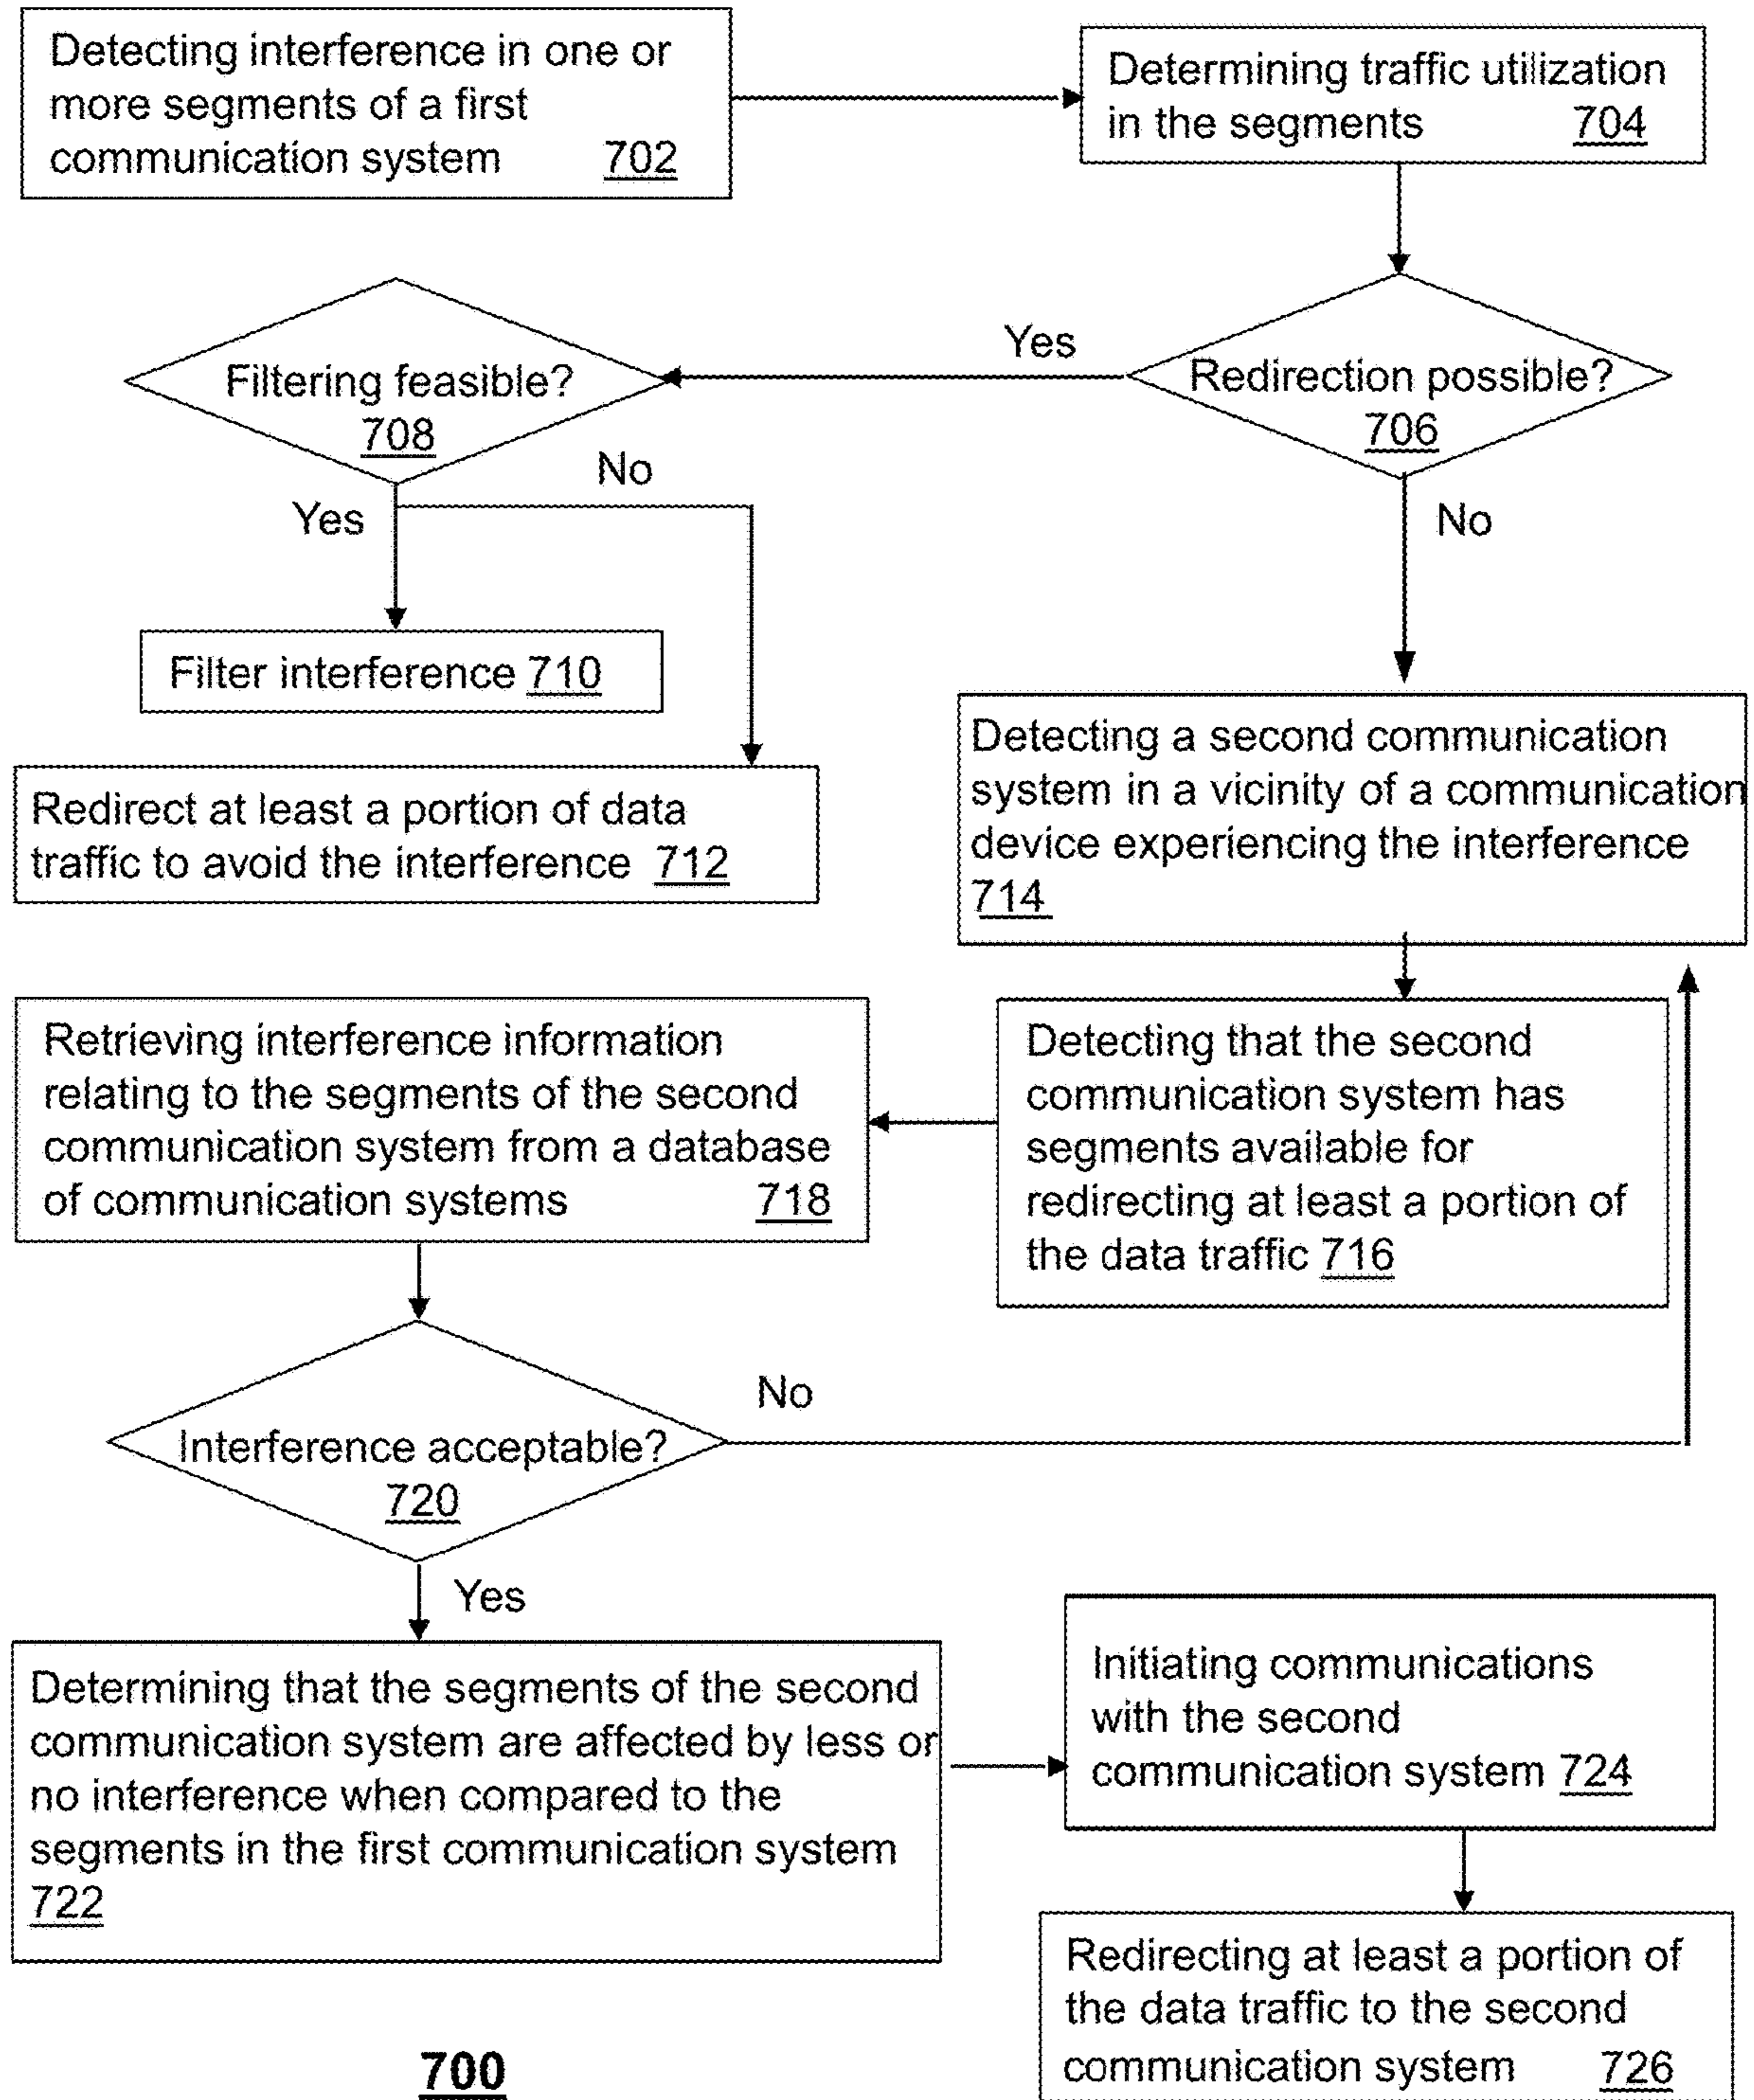 Detecting interference in one or
more segments of a first
communication system 702
Determining traffic utilization
in the segments 704
Redirection possible?
706
Yes
No
Filtering feasible?
708
Yes
No
Filter interference 710
Redirect at least a portion of data
traffic to avoid the interference 712
Detecting a second communication
system in a vicinity of a communication
device experiencing the interference
714
Detecting that the second
communication system has
segments available for
redirecting at least a portion of
the data traffic 716
Retrieving interference information
relating to the segments of the second
communication system from a database
of communication systems 718
Interference acceptable?
720
No
Yes
Determining that the segments of the second
communication system are affected by less or
no interference when compared to the
segments in the first communication system
722
Initiating communications
with the second
communication system 724
Redirecting at least a portion of
the data traffic to the second
communication system 726
700